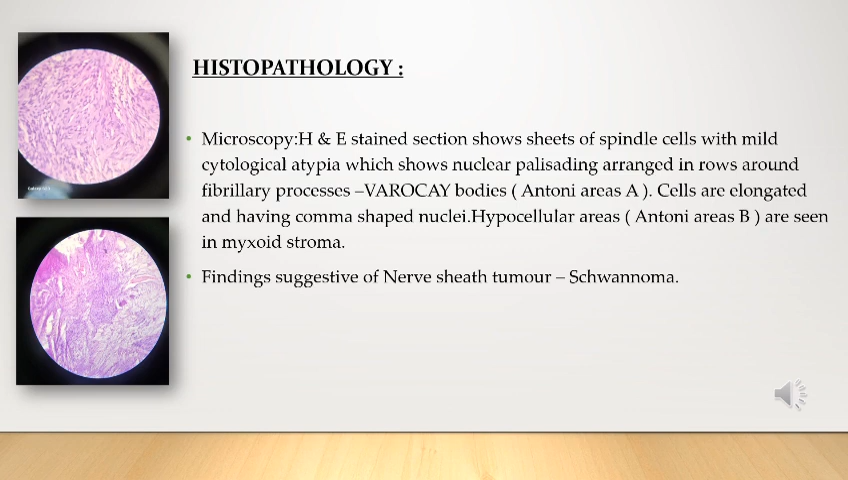 HISTOPATHOLOGY :
• Microscopy:H & E stained section shows sheets of spindle cells with mild
cytological atypia which shows nuclear palisading arranged in rows around
fibrillary processes –VAROCAY bodies ( Antoni areas A ). Cells are elongated
and having comma shaped nuclei.Hypocellular areas ( Antoni areas B ) are seen
in myxoid stroma.
• Findings suggestive of Nerve sheath tumour – Schwannoma.